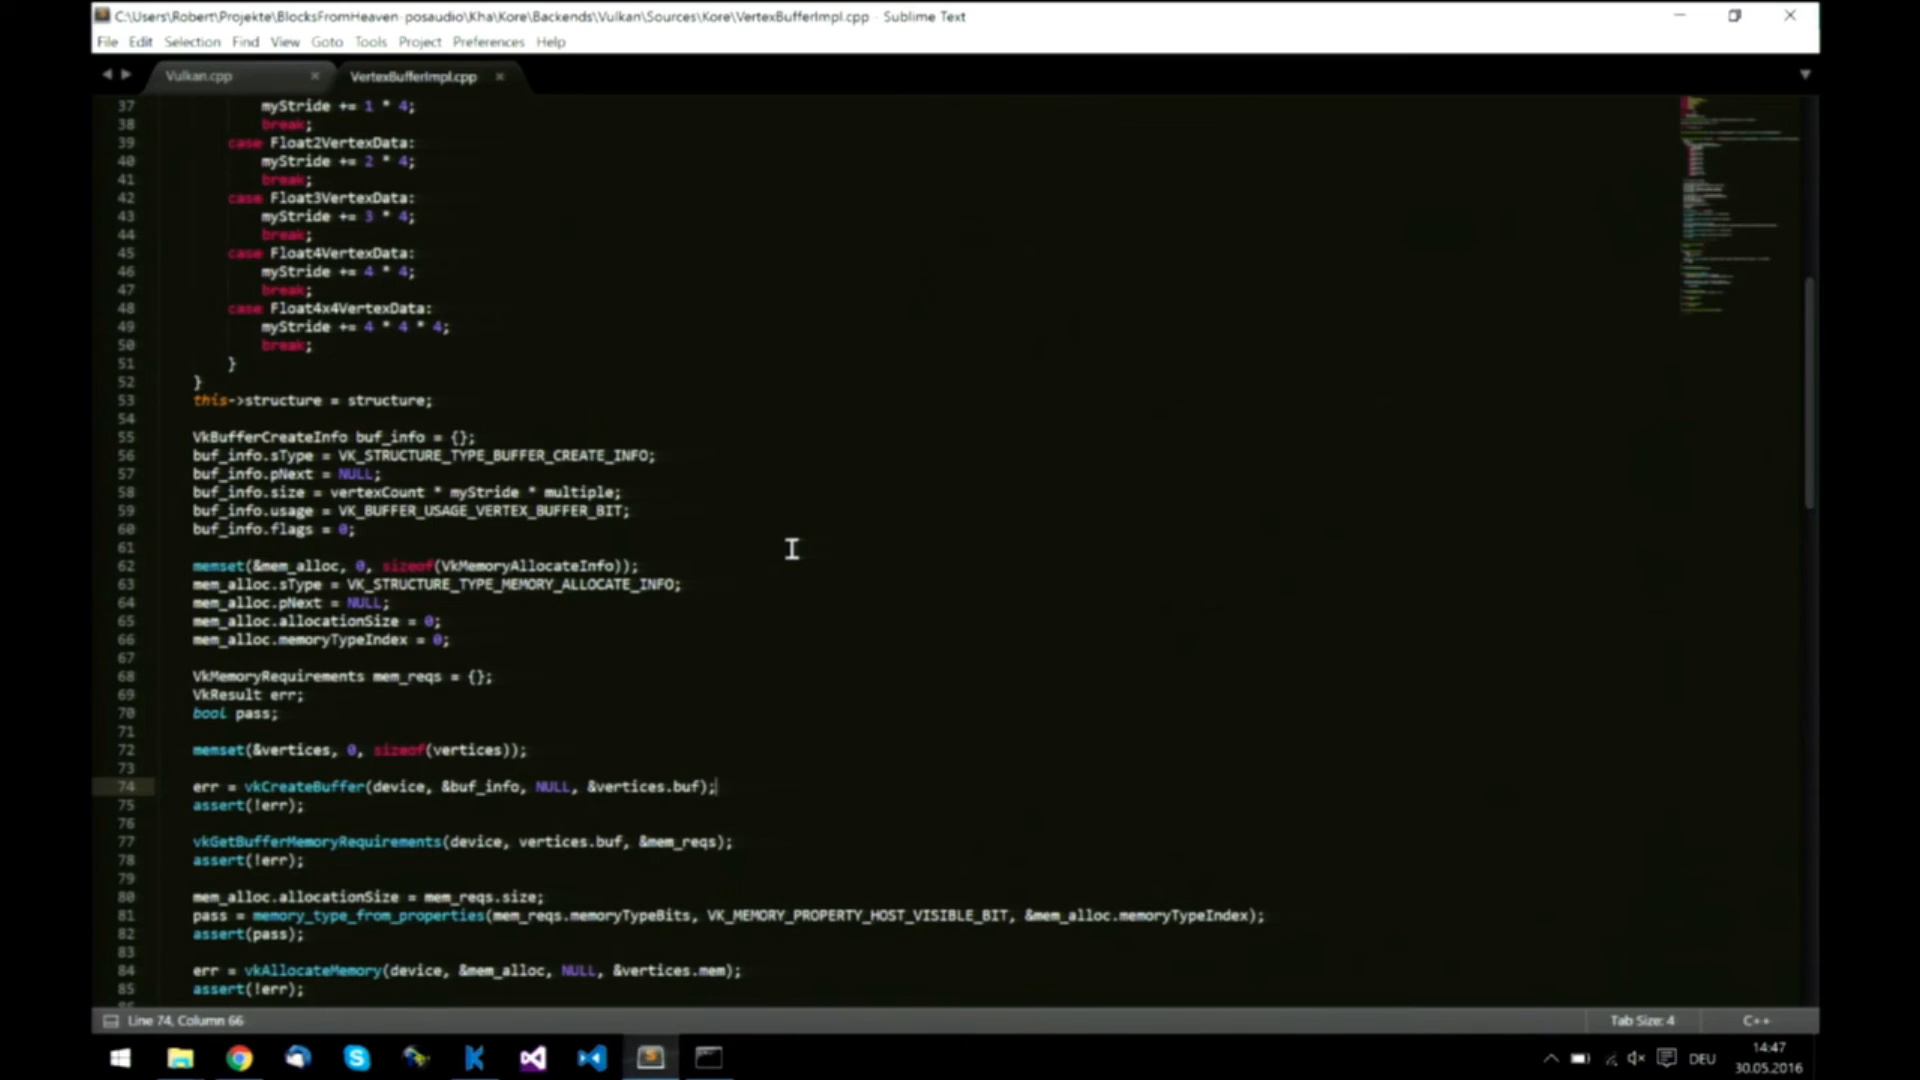 C:\Users\Robert\Projekte\BlocksFromHeaven-posaudio\Kha\Kore\Backends\Vulkan\Sources\Kore\VertexBufferImpl.cpp - Sublime Text
File Edit Selection Find View Goto Tools Project Preferences Help
Vulkan.cpp VertexBufferImpl.cpp
37 myStride += 1 * 4;
38 break;
39 case Float2VertexData:
40 myStride += 2 * 4;
41 break;
42 case Float3VertexData:
43 myStride += 3 * 4;
44 break;
45 case Float4VertexData:
46 myStride += 4 * 4;
47 break;
48 case Float4x4VertexData:
49 myStride += 4 * 4 * 4;
50 break;
51 }
52 }
53 this->structure = structure;
54
55 VkBufferCreateInfo buf_info = {};
56 buf_info.sType = VK_STRUCTURE_TYPE_BUFFER_CREATE_INFO;
57 buf_info.pNext = NULL;
58 buf_info.size = vertexCount * myStride * multiple;
59 buf_info.usage = VK_BUFFER_USAGE_VERTEX_BUFFER_BIT;
60 buf_info.flags = 0;
61
62 memset(&mem_alloc, 0, sizeof(VkMemoryAllocateInfo));
63 mem_alloc.sType = VK_STRUCTURE_TYPE_MEMORY_ALLOCATE_INFO;
64 mem_alloc.pNext = NULL;
65 mem_alloc.allocationSize = 0;
66 mem_alloc.memoryTypeIndex = 0;
67
68 VkMemoryRequirements mem_reqs = {};
69 VkResult err;
70 bool pass;
71
72 memset(&vertices, 0, sizeof(vertices));
73
74 err = vkCreateBuffer(device, &buf_info, NULL, &vertices.buf);
75 assert(!err);
76
77 vkGetBufferMemoryRequirements(device, vertices.buf, &mem_reqs);
78 assert(!err);
79
80 mem_alloc.allocationSize = mem_reqs.size;
81 pass = memory_type_from_properties(mem_reqs.memoryTypeBits, VK_MEMORY_PROPERTY_HOST_VISIBLE_BIT, &mem_alloc.memoryTypeIndex);
82 assert(pass);
83
84 err = vkAllocateMemory(device, &mem_alloc, NULL, &vertices.mem);
85 assert(!err);
86
Line 74, Column 66 Tab Size: 4 C++
DEU 14:47
30.05.2016